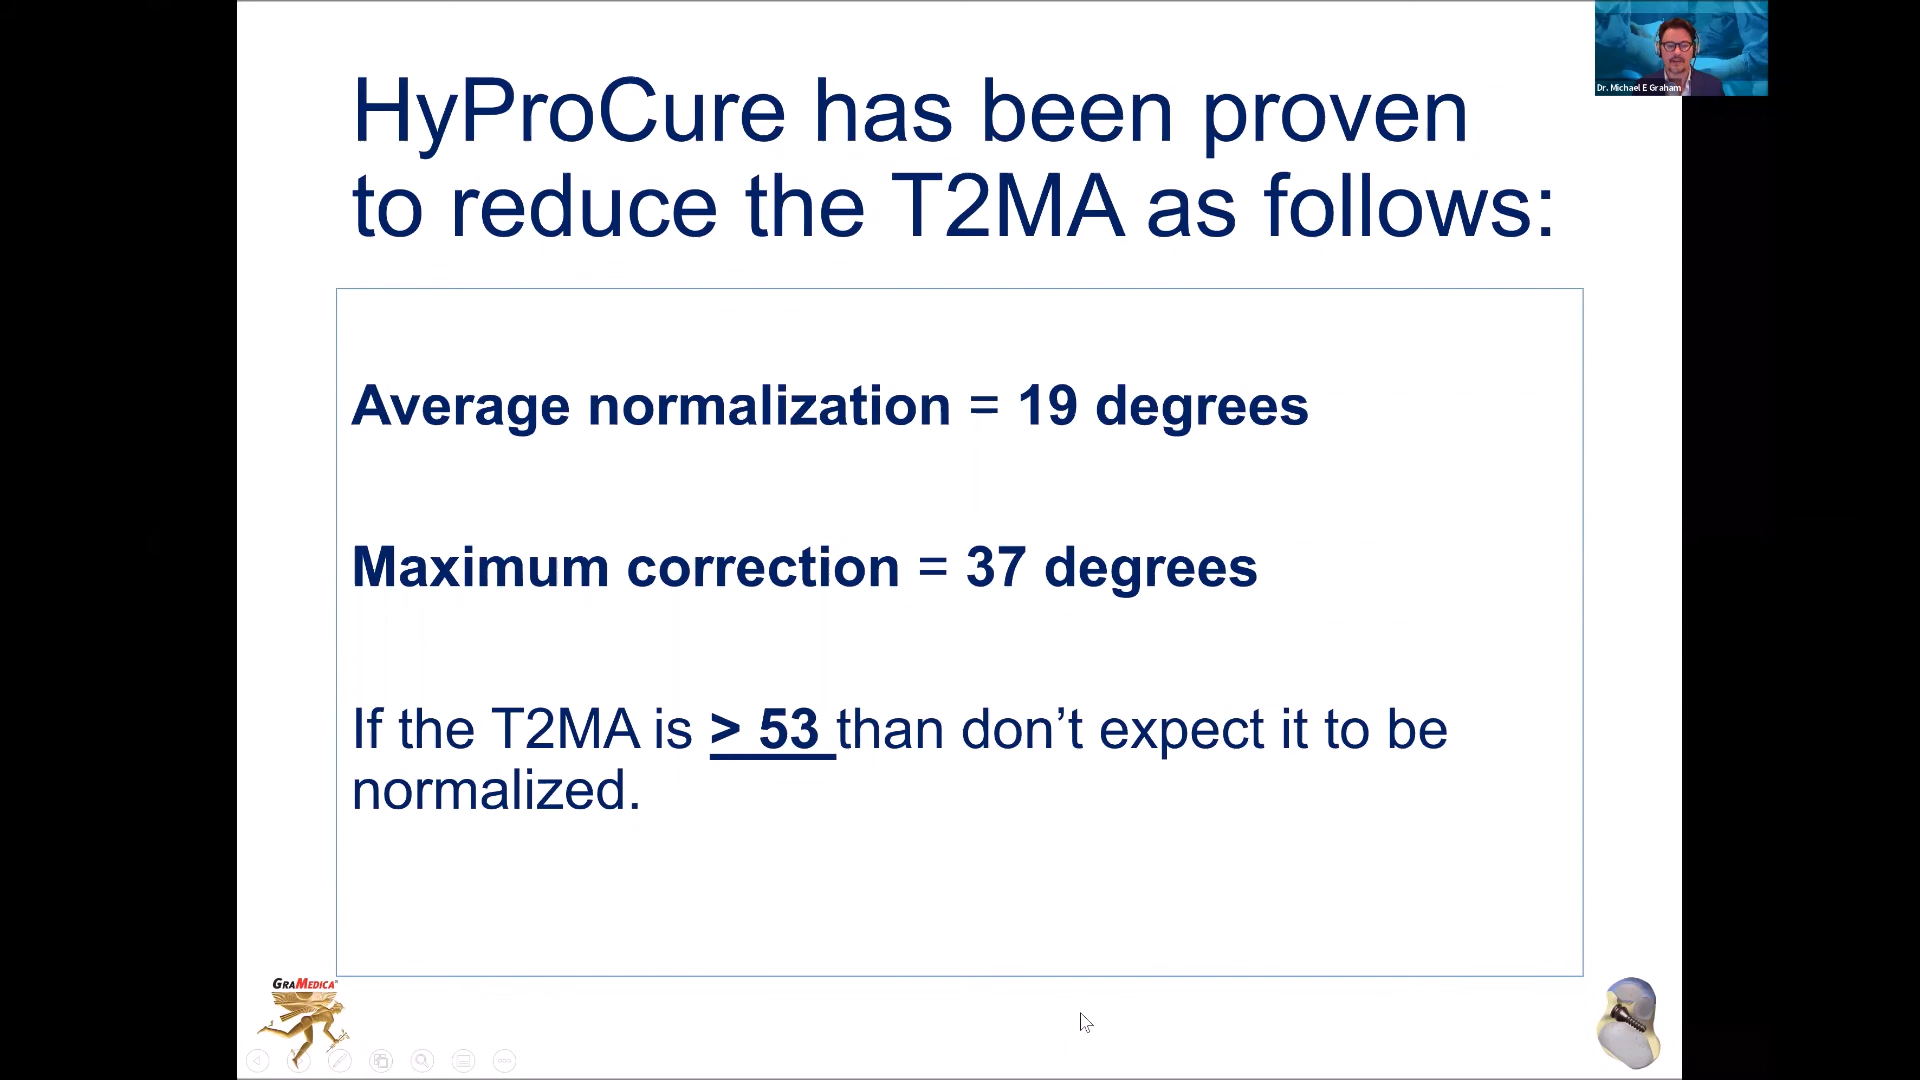 HyProCure has been proven
to reduce the T2MA as follows:
Dr. Michael E Graham
Average normalization = 19 degrees
Maximum correction = 37 degrees
If the T2MA is > 53 than don’t expect it to be
normalized.
GRAMEDICA®